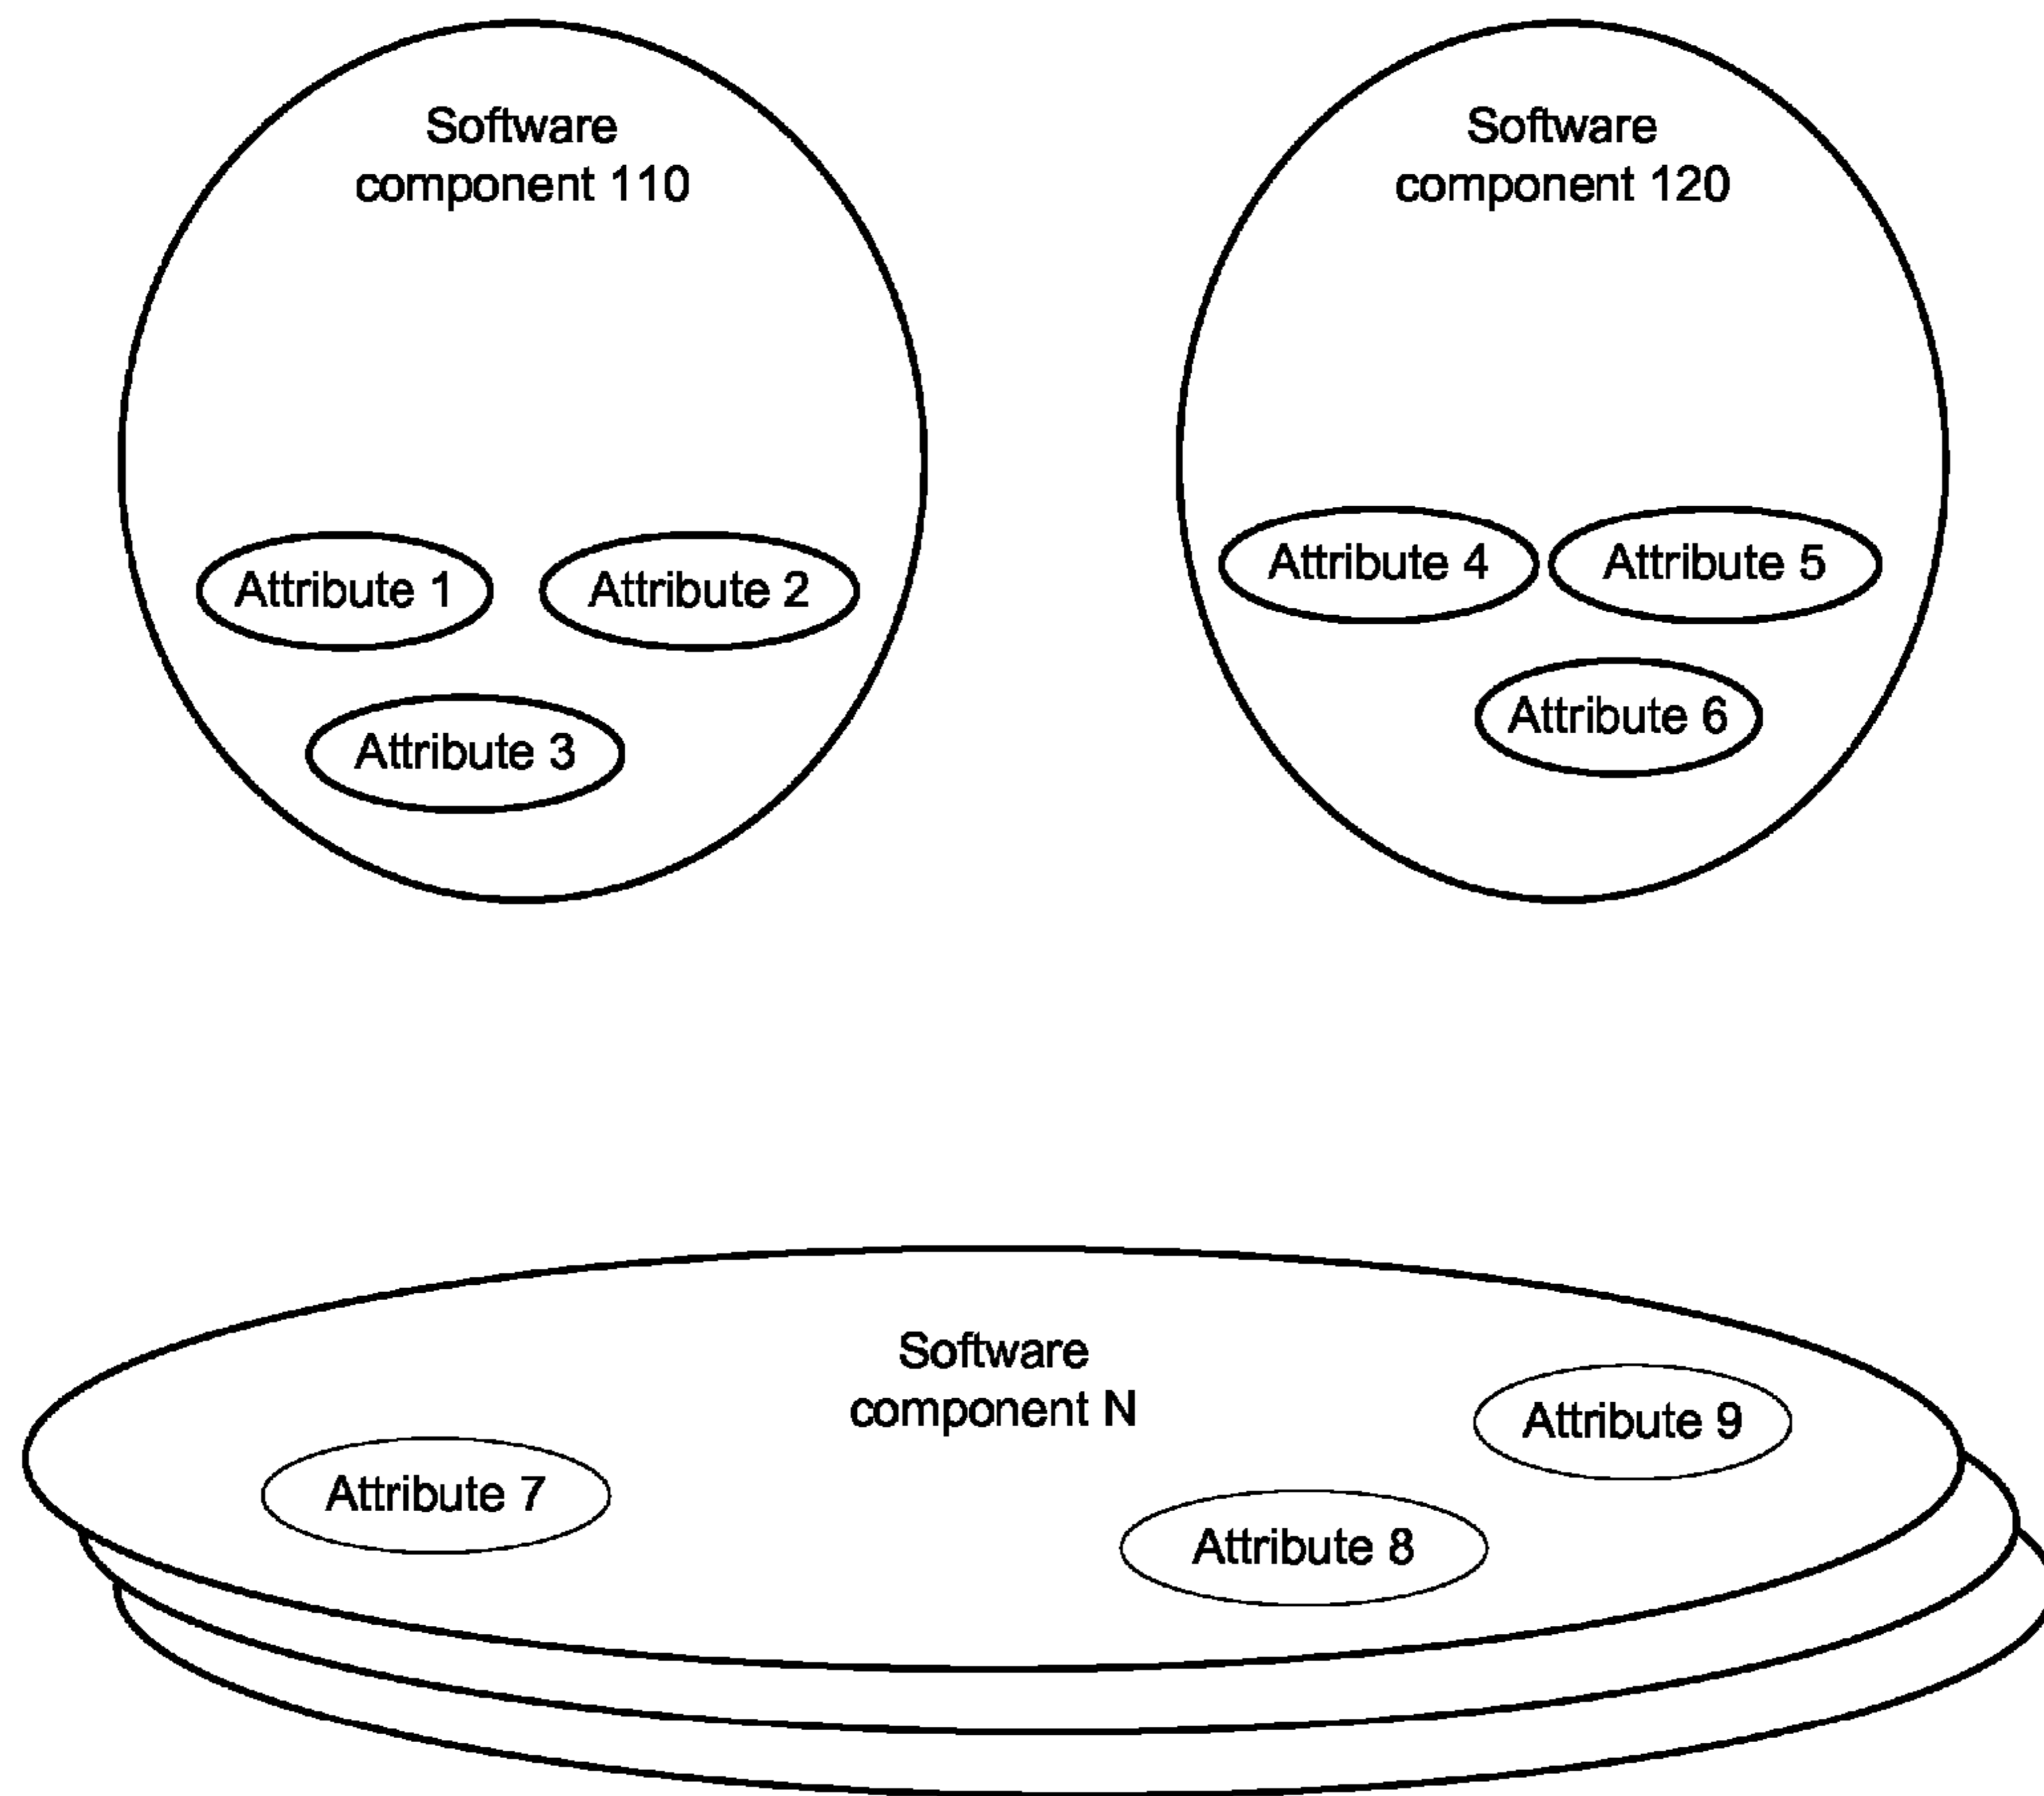 Software
component 110
Attribute 1
Attribute 2
Attribute 3
Software
component 120
Attribute 4
Attribute 5
Attribute 6
Software
component N
Attribute 9
Attribute 7
Attribute 8